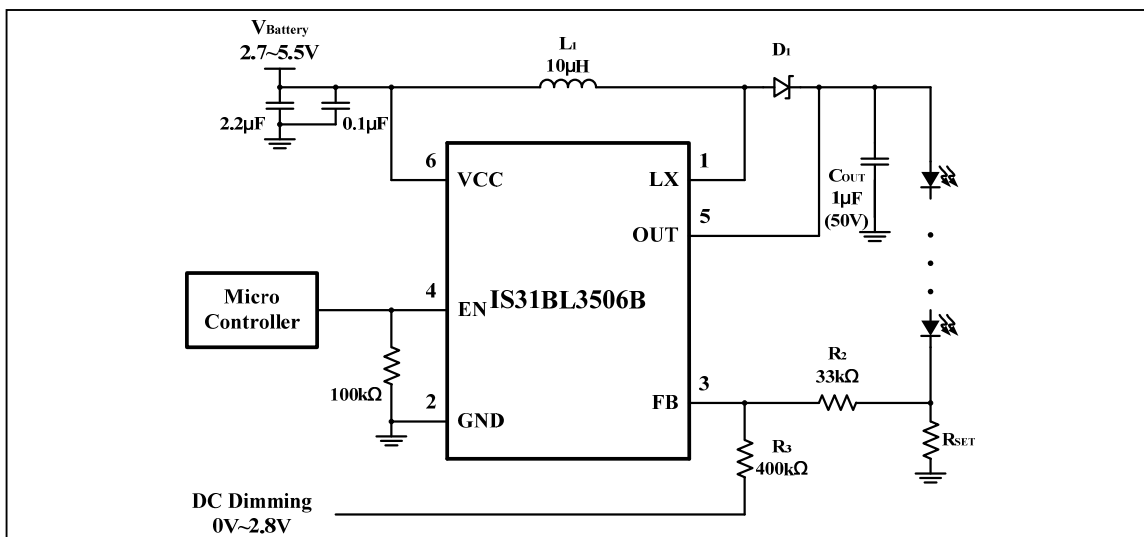 VBattery
2.7~5.5V
2.2µF
0.1µF
L1
10µH
D1
6
VCC
LX
1
OUT
5
COUT
1µF
(50V)
IS31BL3506B
Micro
Controller
4
EN
100kΩ
2
GND
FB
3
R2
33kΩ
R3
400kΩ
RSET
DC Dimming
0V~2.8V